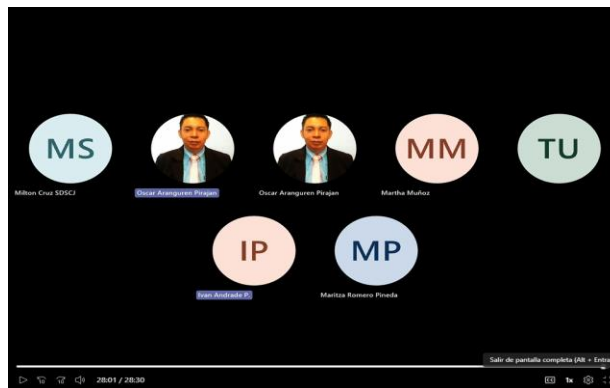 MS
MM
TU
Milton Cruz SDSCJ
Oscar Aranguren Pirajan
Oscar Aranguren Pirajan
Martha Muñoz
IP
MP
Ivan Andrade P.
Maritza Romero Pineda
Salir de pantalla completa (Alt + Entra
28:01 / 28:30
1x